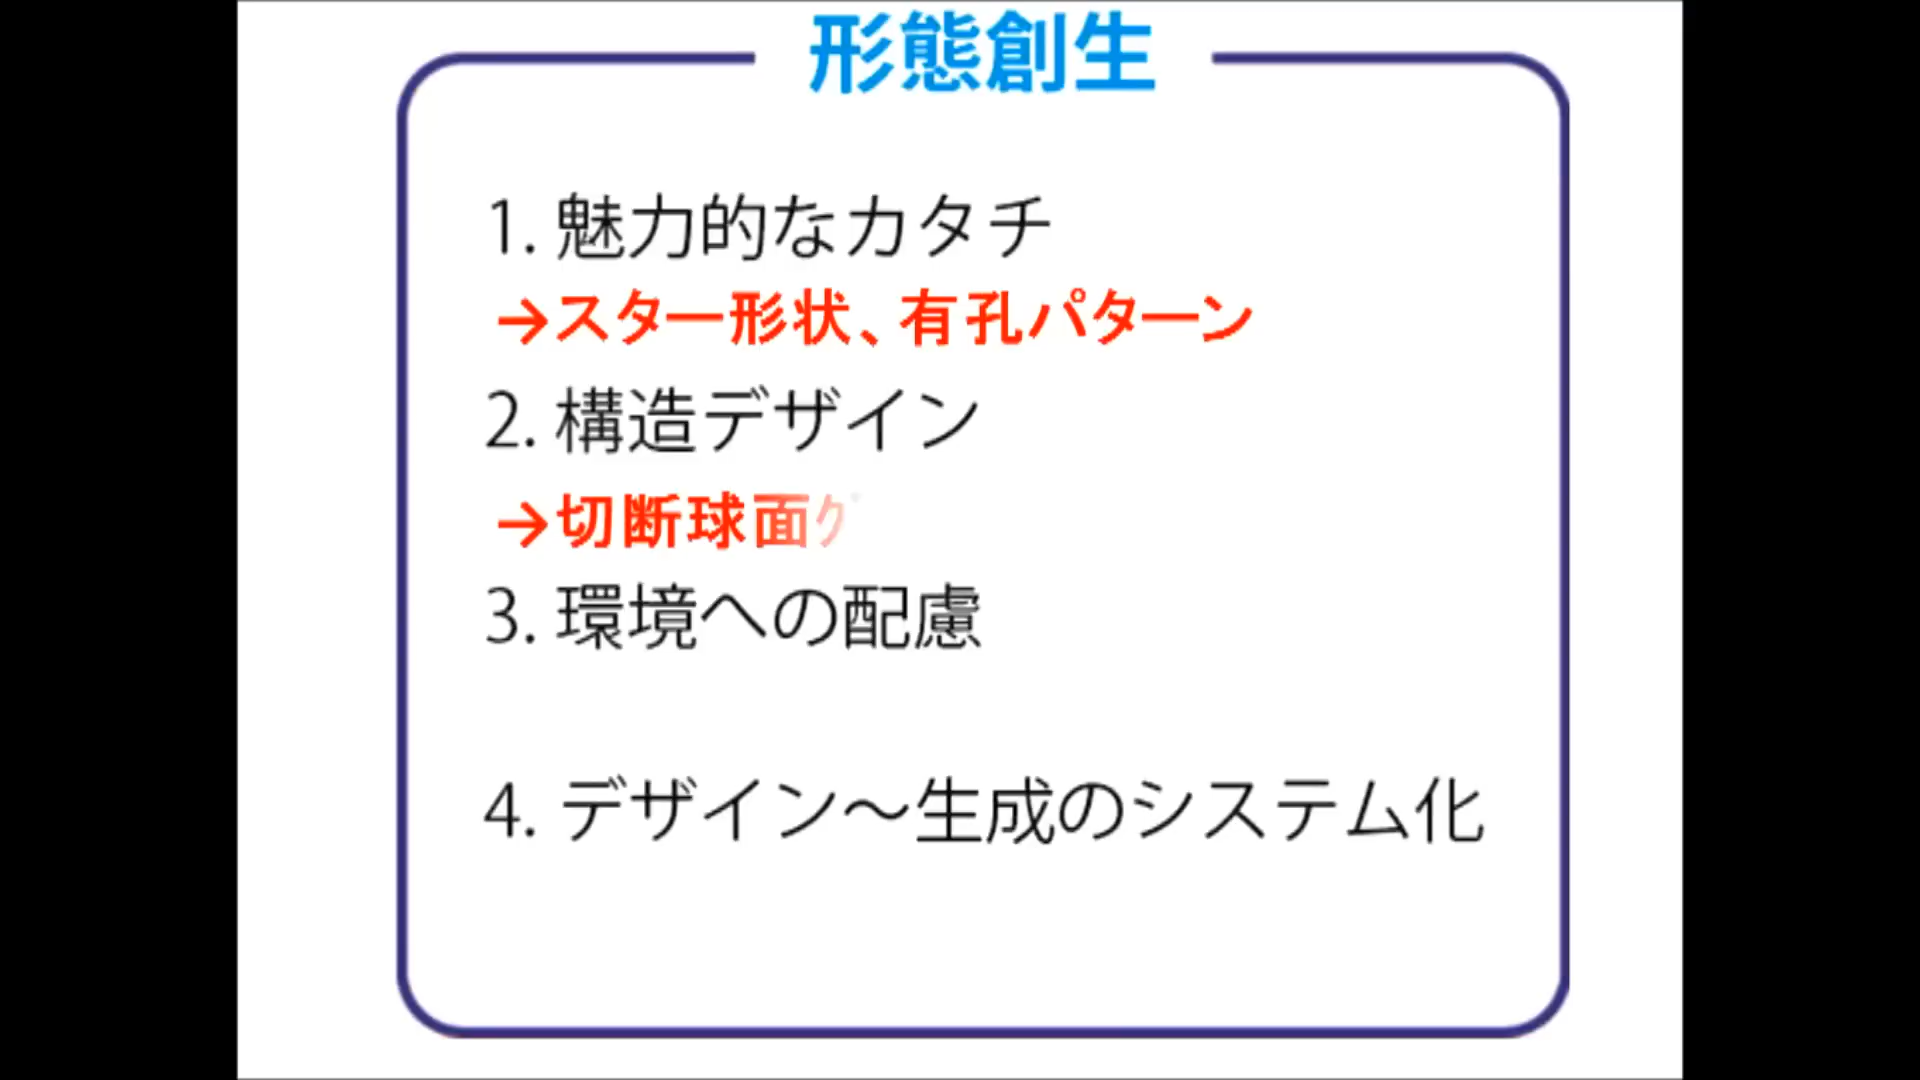 形態創生
1. 魅力的なカタチ
→スター形状、有孔パターン
2. 構造デザイン
→切断球面
3. 環境への配慮
4. デザイン～生成のシステム化